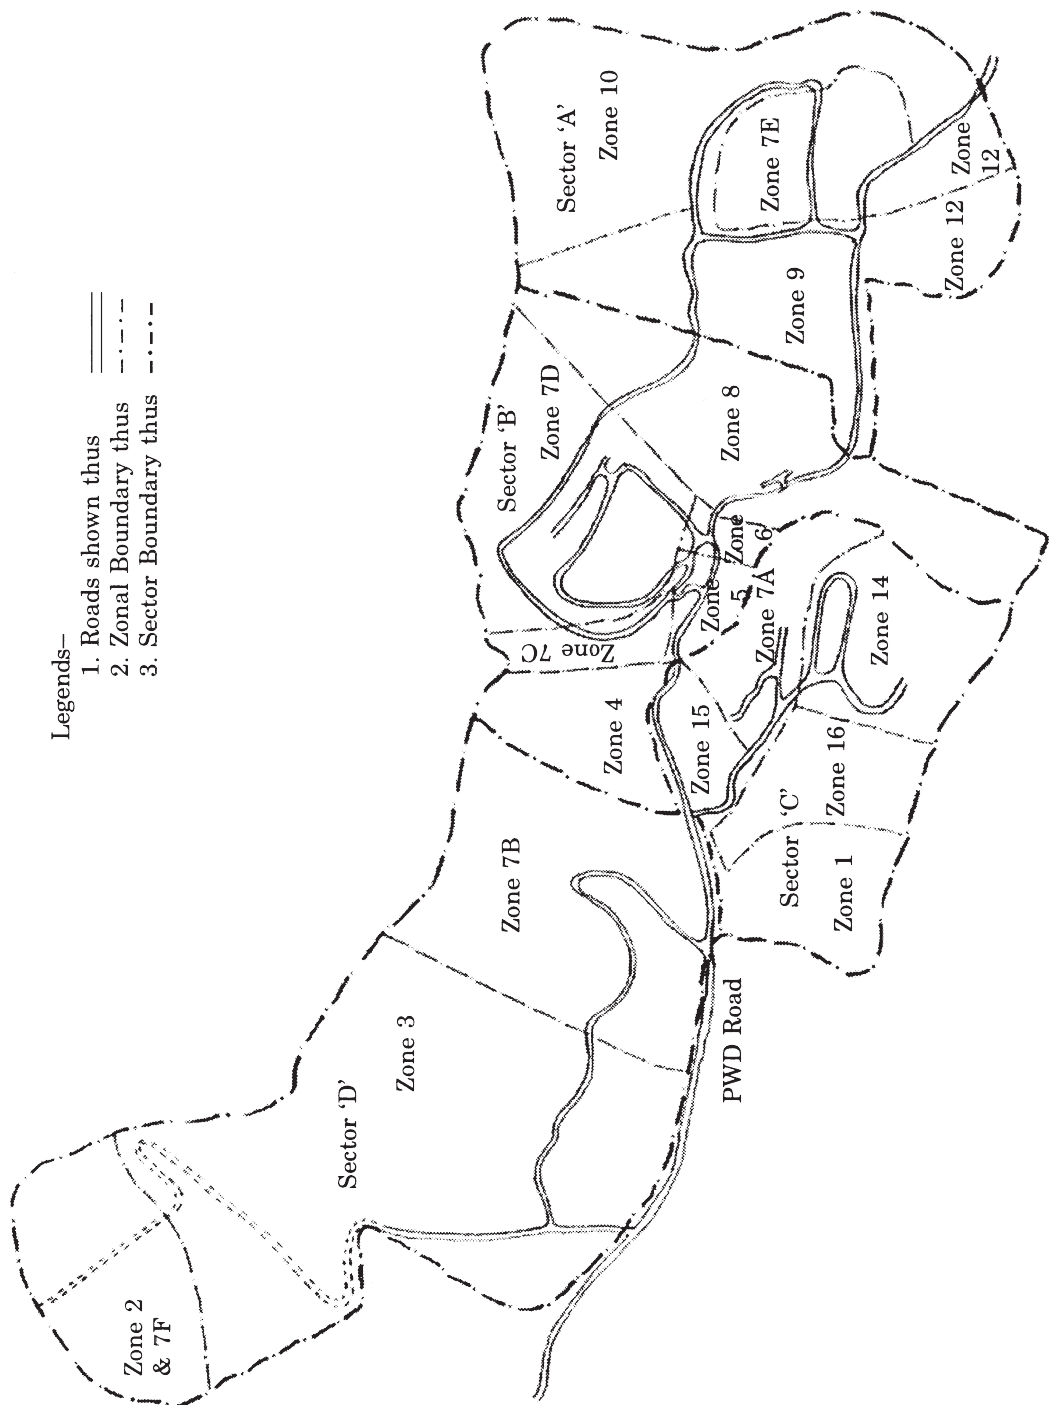 Legends–
1. Roads shown thus
2. Zonal Boundary thus
3. Sector Boundary thus
Zone 2
& 7F
Sector ‘D’
Zone 3
Zone 7B
PWD Road
Zone 4
Zone 15
Zone 7C
Zone 1
Sector ‘C’
Zone 16
Zone 14
Zone 7A
Zone
5
Zone
6
Sector ‘B’
Zone 7D
Zone 8
Zone 9
Sector ‘A’
Zone 10
Zone 7E
Zone 12
Zone
12